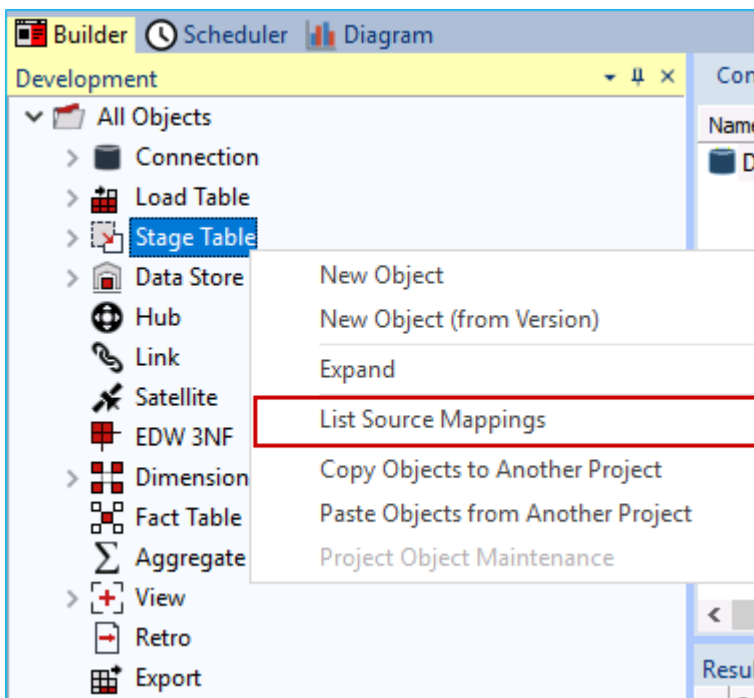 Builder Scheduler Diagram
Development
All Objects
Connection
Load Table
Stage Table
Data Store
Hub
Link
Satellite
EDW 3NF
Dimension
Fact Table
Aggregate
View
Retro
Export
New Object
New Object (from Version)
Expand
List Source Mappings
Copy Objects to Another Project
Paste Objects from Another Project
Project Object Maintenance
Con
Name
D
Resul